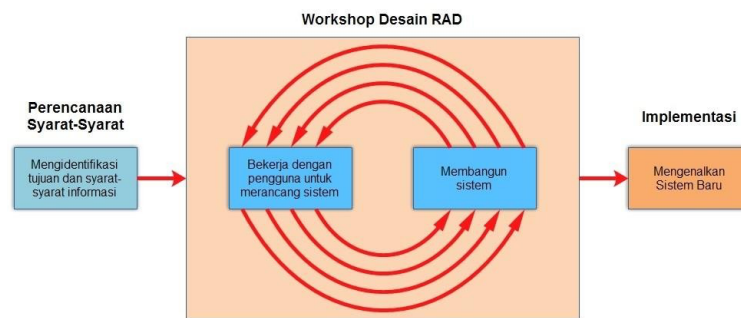 Workshop Desain RAD
Perencanaan
Syarat-Syarat
Mengidentifikasi
tujuan dan syarat-
syarat informasi
Bekerja dengan
pengguna untuk
merancang sistem
Membangun
sistem
Implementasi
Mengenalkan
Sistem Baru